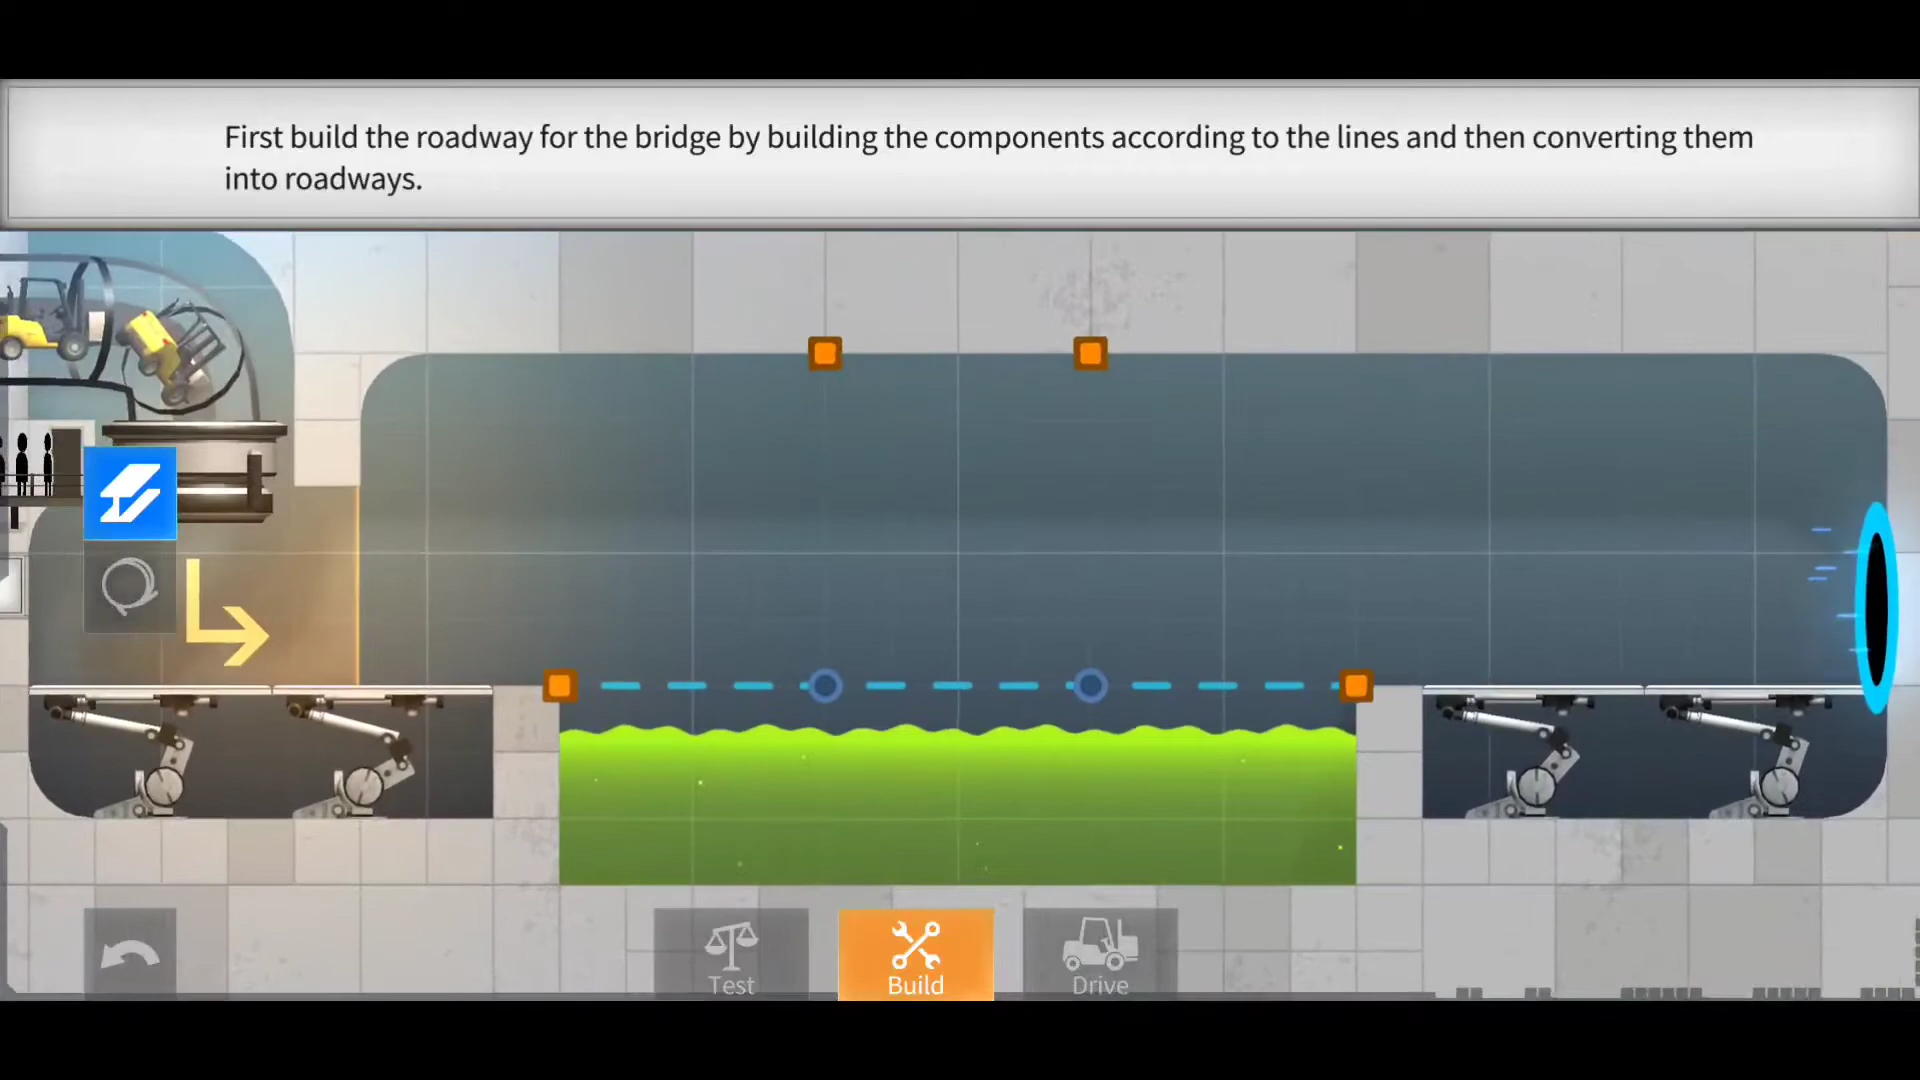 First build the roadway for the bridge by building the components according to the lines and then converting them
into roadways.
Test
Build
Drive